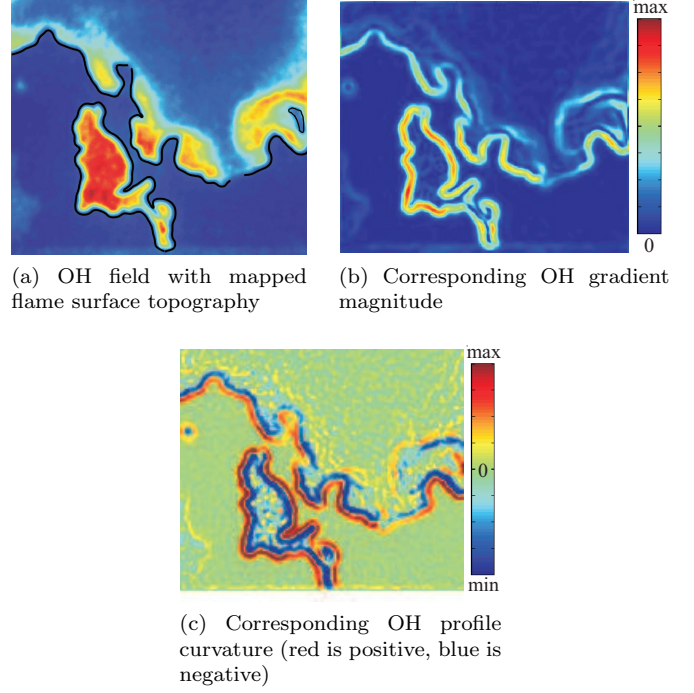 max
0
(a) OH field with mapped
flame surface topography
(b) Corresponding OH gradient
magnitude
max
0
min
(c) Corresponding OH profile
curvature (red is positive, blue is
negative)